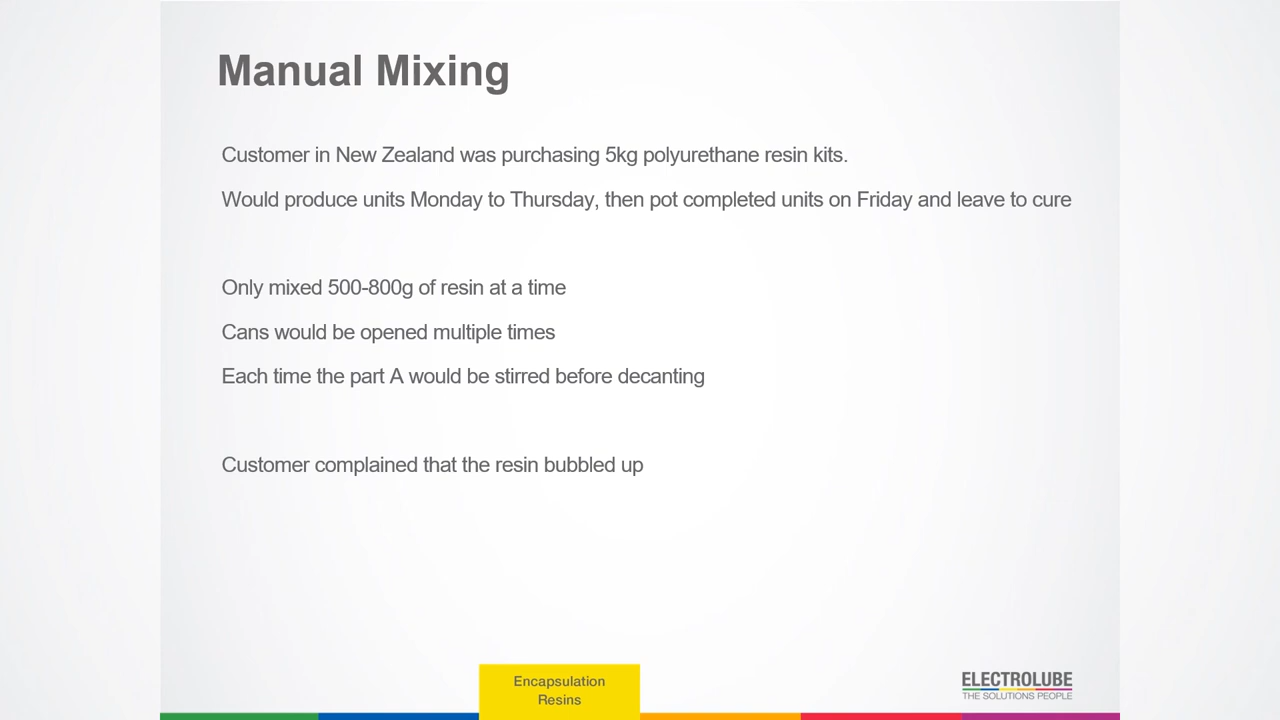 Manual Mixing
Customer in New Zealand was purchasing 5kg polyurethane resin kits.
Would produce units Monday to Thursday, then pot completed units on Friday and leave to cure
Only mixed 500-800g of resin at a time
Cans would be opened multiple times
Each time the part A would be stirred before decanting
Customer complained that the resin bubbled up
Encapsulation
Resins
ELECTROLUBE
THE SOLUTIONS PEOPLE